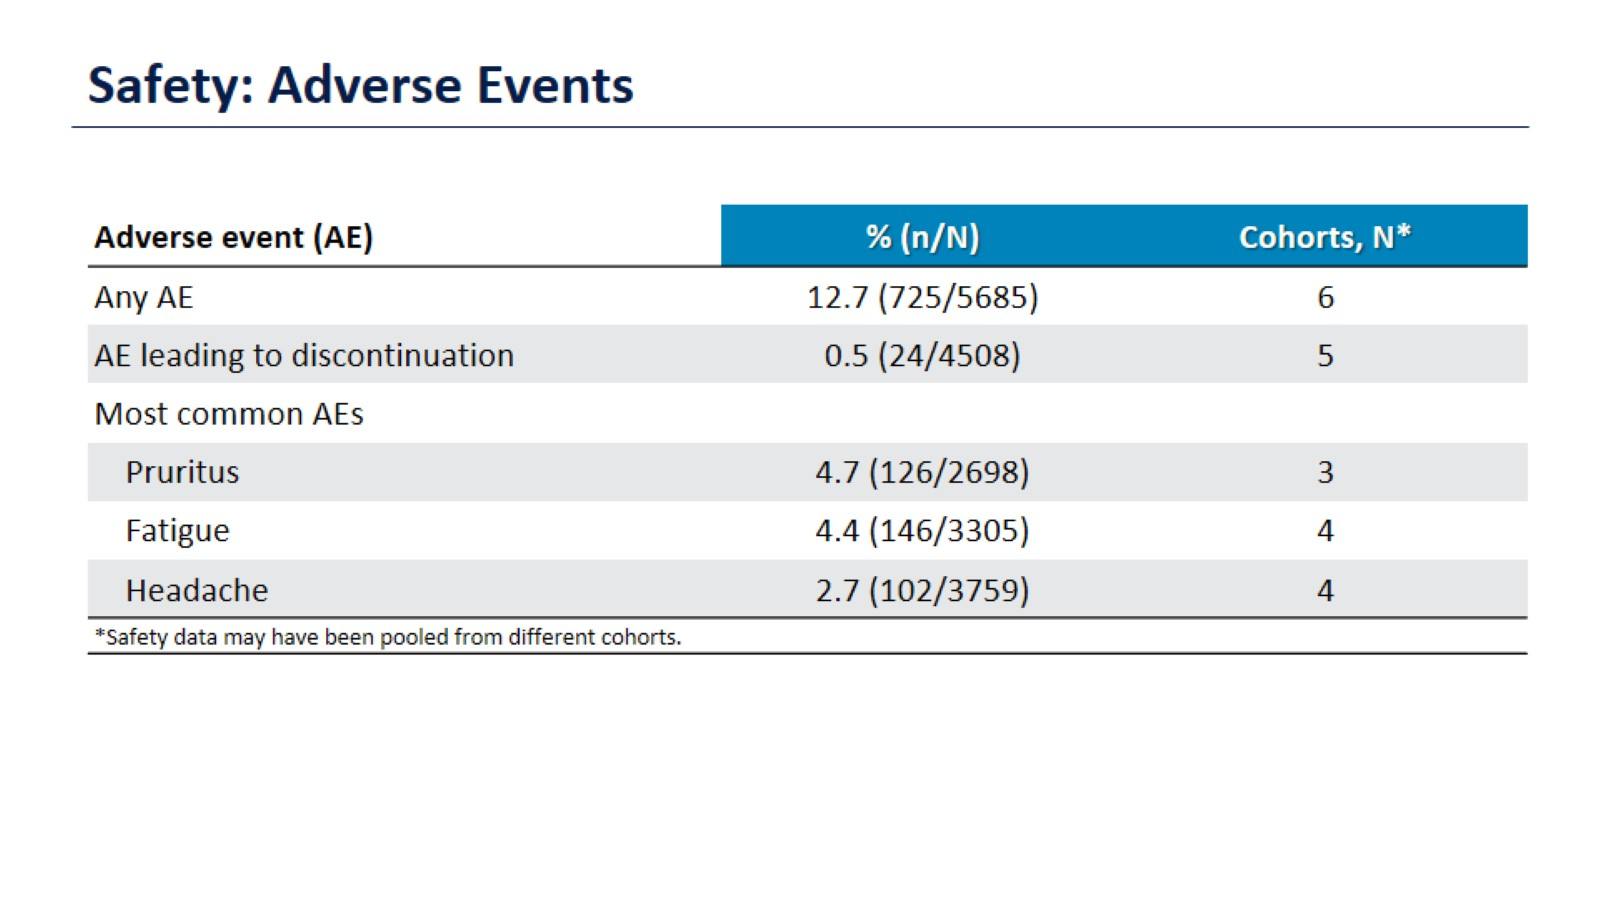 Safety: Adverse Events
Adverse event (AE) % (n/N) Cohorts, N*
Any AE 12.7 (725/5685) 6
AE leading to discontinuation 0.5 (24/4508) 5
Most common AEs
Pruritus 4.7 (126/2698) 3
Fatigue 4.4 (146/3305) 4
Headache 2.7 (102/3759) 4
*Safety data may have been pooled from different cohorts.